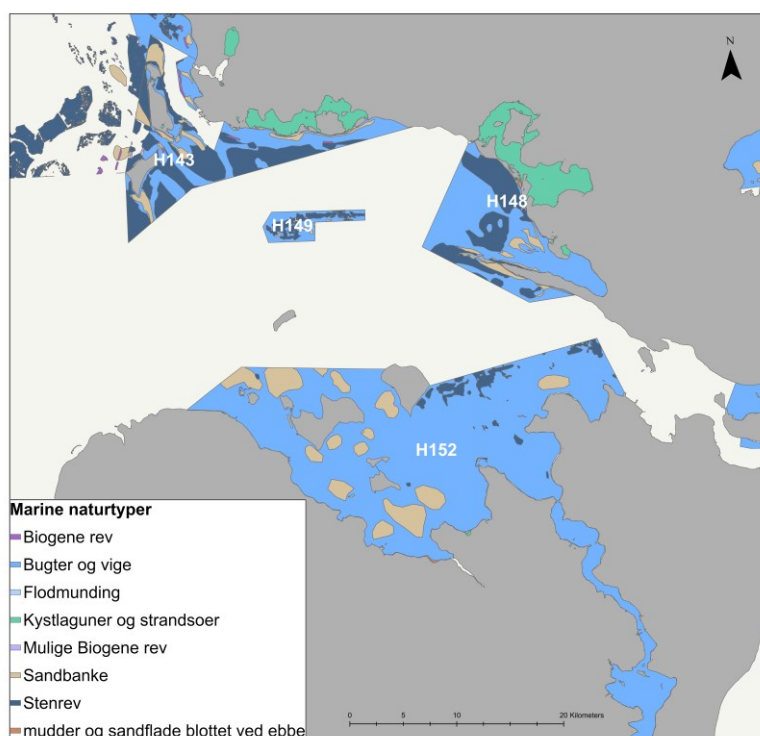 N
H143
H148
H149
H152
Marine naturtyper
Biogene rev
Bugter og vige
Flodmunding
Kystlaguner og strandsoer
Mulige Biogene rev
Sandbanke
Stenrev
mudder og sandflade blottet ved ebbe
0 5 10 20 Kilometers